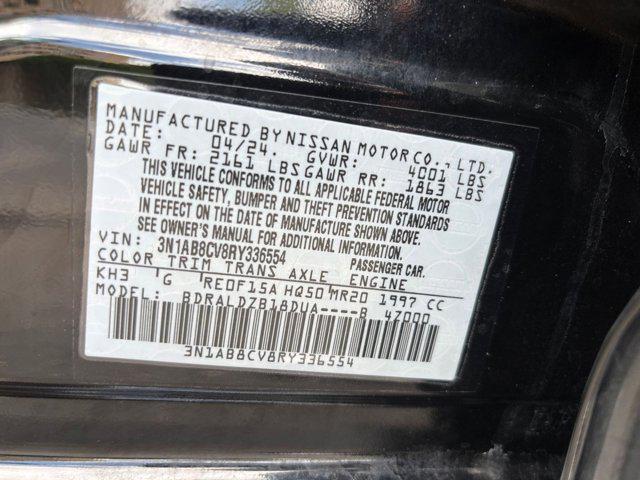 MANUFACTURED BY NISSAN MOTOR CO., LTD.
DATE: 04/24. GVWR: 4001 LBS
GAWR FR: 2161 LBS GAWR RR: 1863 LBS
THIS VEHICLE CONFORMS TO ALL APPLICABLE FEDERAL MOTOR
VEHICLE SAFETY, BUMPER AND THEFT PREVENTION STANDARDS
IN EFFECT ON THE DATE OF MANUFACTURE SHOWN ABOVE.
SEE OWNER'S MANUAL FOR ADDITIONAL INFORMATION.
VIN: 3N1AB8CV8RY336554 PASSENGER CAR.
COLOR TRIM TRANS AXLE ENGINE
KH3 G RE0F15A HQ50 MR20 1997 CC
MODEL: BDRALDZB18DUA----B 4Z000
3N1AB8CV8RY336554